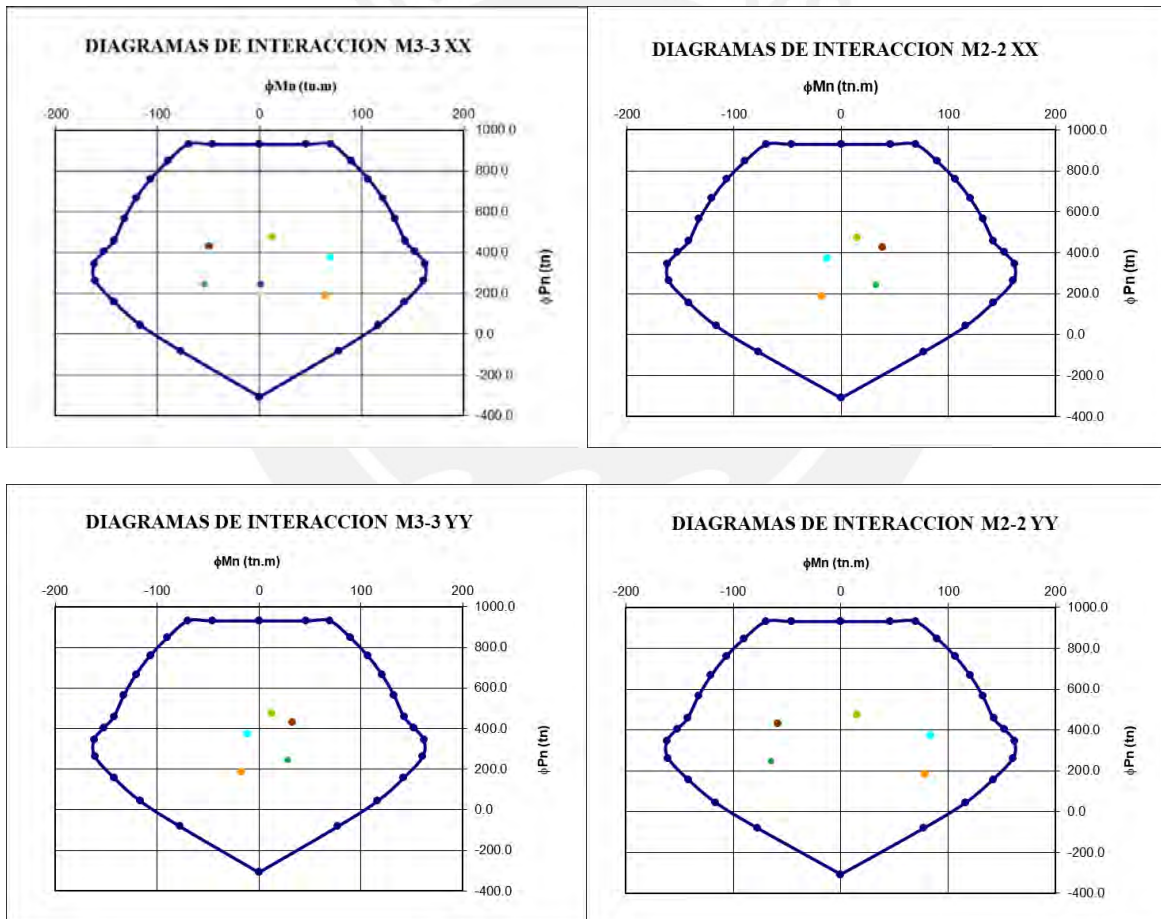 DIAGRAMAS DE INTERACCION M3-3 XX
ϕMn (tn.m)
-200 -100 0 100 200
1000.0
800.0
600.0
400.0
200.0
0.0
-200.0
-400.0
ϕPn (tn)
DIAGRAMAS DE INTERACCION M2-2 XX
ϕMn (tn.m)
-200 -100 0 100 200
1000.0
800.0
600.0
400.0
200.0
0.0
-200.0
-400.0
ϕPn (tn)
DIAGRAMAS DE INTERACCION M3-3 YY
ϕMn (tn.m)
-200 -100 0 100 200
1000.0
800.0
600.0
400.0
200.0
0.0
-200.0
-400.0
ϕPn (tn)
DIAGRAMAS DE INTERACCION M2-2 YY
ϕMn (tn.m)
-200 -100 0 100 200
1000.0
800.0
600.0
400.0
200.0
0.0
-200.0
-400.0
ϕPn (tn)